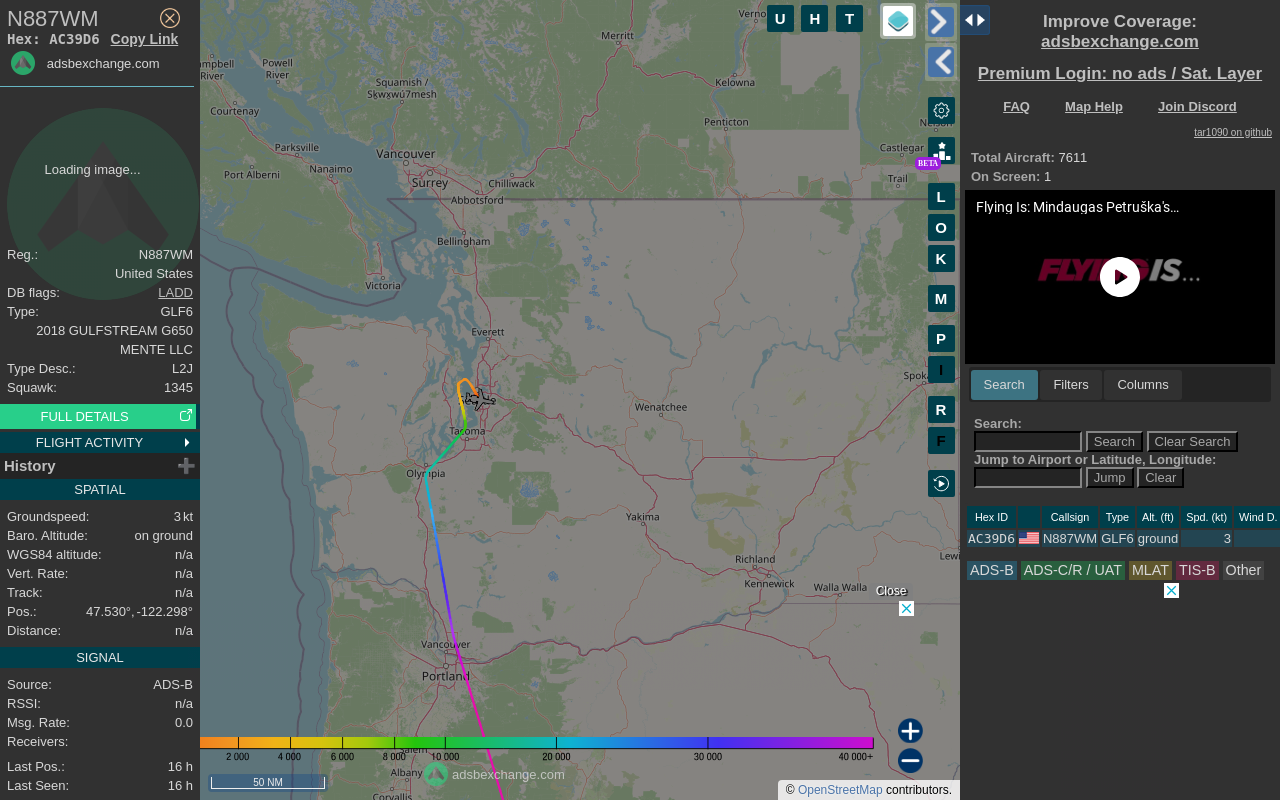 N887WM
Hex: AC39D6 Copy Link
adsbexchange.com
Loading image...
Reg.: N887WM
United States
DB flags: LADD
Type: GLF6
2018 GULFSTREAM G650
MENTE LLC
Type Desc.: L2J
Squawk: 1345
FULL DETAILS
FLIGHT ACTIVITY
History
SPATIAL
Groundspeed: 3 kt
Baro. Altitude: on ground
WGS84 altitude: n/a
Vert. Rate: n/a
Track: n/a
Pos.: 47.530°, -122.298°
Distance: n/a
SIGNAL
Source: ADS-B
RSSI: n/a
Msg. Rate: 0.0
Receivers:
Last Pos.: 16 h
Last Seen: 16 h
U H T
Merritt
River
Powell
River
Squamish /
Sḵwx̱wú7mesh
Kelowna
Courtenay
Penticton
Parksville
Vancouver
Castlegar
BETA
Nanaimo
Port Alberni
Surrey
Chilliwack
Trail
Abbotsford
L
O
Bellingham
K
Victoria
M
Everett
P
I
Wenatchee
R
Tacoma
F
Olympia
Yakima
Richland
Kennewick
Walla Walla
Close
Vancouver
Portland
Salem
Albany
Corvallis
2 000 4 000 6 000 8 000 10 000 20 000 30 000 40 000+
adsbexchange.com
50 NM
© OpenStreetMap contributors.
Improve Coverage:
adsbexchange.com
Premium Login: no ads / Sat. Layer
FAQ Map Help Join Discord
tar1090 on github
Total Aircraft: 7611
On Screen: 1
Flying Is: Mindaugas Petruška's...
FLYING IS...
Search Filters Columns
Search:
Search Clear Search
Jump to Airport or Latitude, Longitude:
Jump Clear
Hex ID Callsign Type Alt. (ft) Spd. (kt) Wind D.
AC39D6 N887WM GLF6 ground 3
ADS-B ADS-C/R / UAT MLAT TIS-B Other